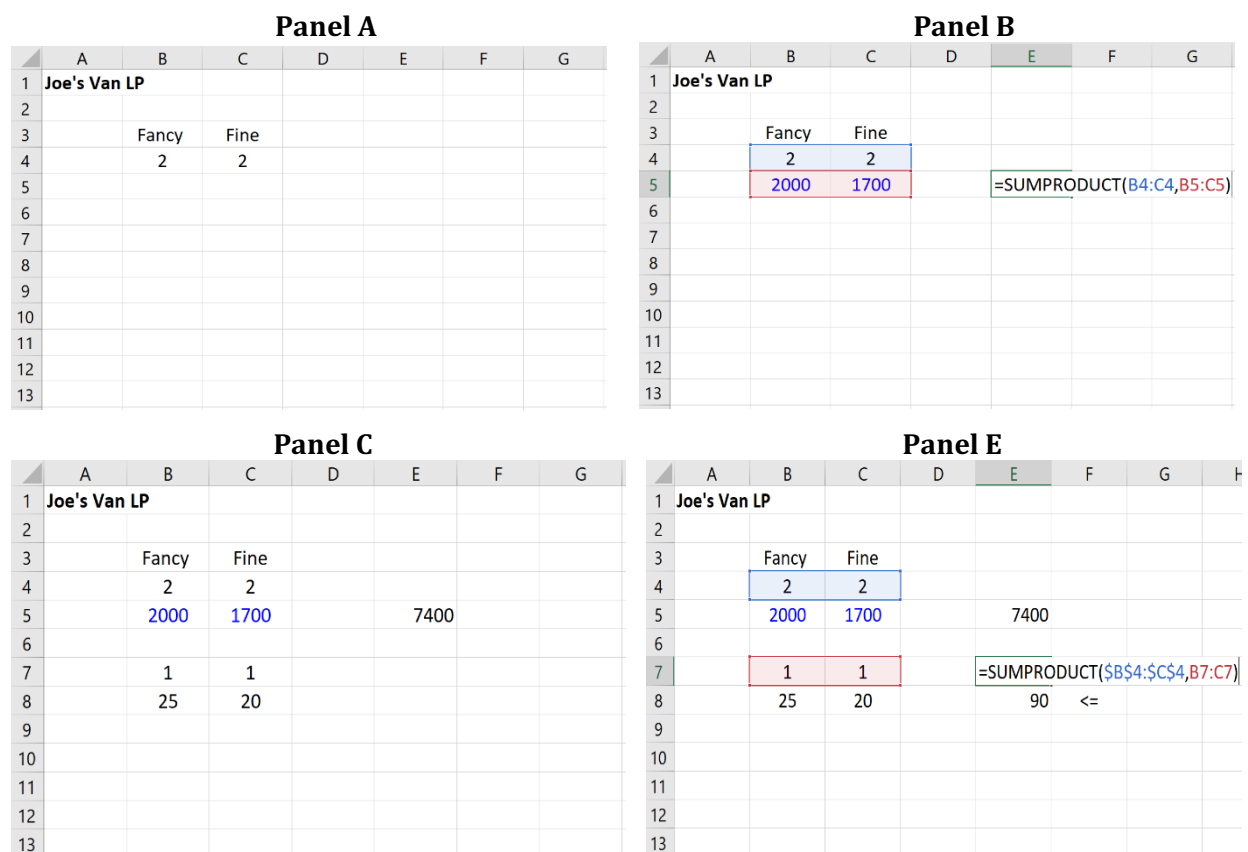 Panel A
A B C D E F G
1 Joe's Van LP
2
3 Fancy Fine
4 2 2
5
6
7
8
9
10
11
12
13
Panel B
A B C D E F G
1 Joe's Van LP
2
3 Fancy Fine
4 2 2
5 2000 1700 =SUMPRODUCT(B4:C4,B5:C5)
6
7
8
9
10
11
12
13
Panel C
A B C D E F G
1 Joe's Van LP
2
3 Fancy Fine
4 2 2
5 2000 1700 7400
6
7 1 1
8 25 20
9
10
11
12
13
Panel E
A B C D E F G H
1 Joe's Van LP
2
3 Fancy Fine
4 2 2
5 2000 1700 7400
6
7 1 1 =SUMPRODUCT($B$4:$C$4,B7:C7)
8 25 20 90 <=
9
10
11
12
13